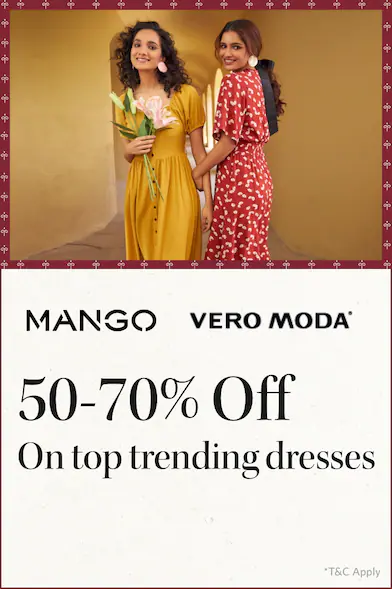 MANGO VERO MODA®
50-70% Off
On top trending dresses
*T&C Apply